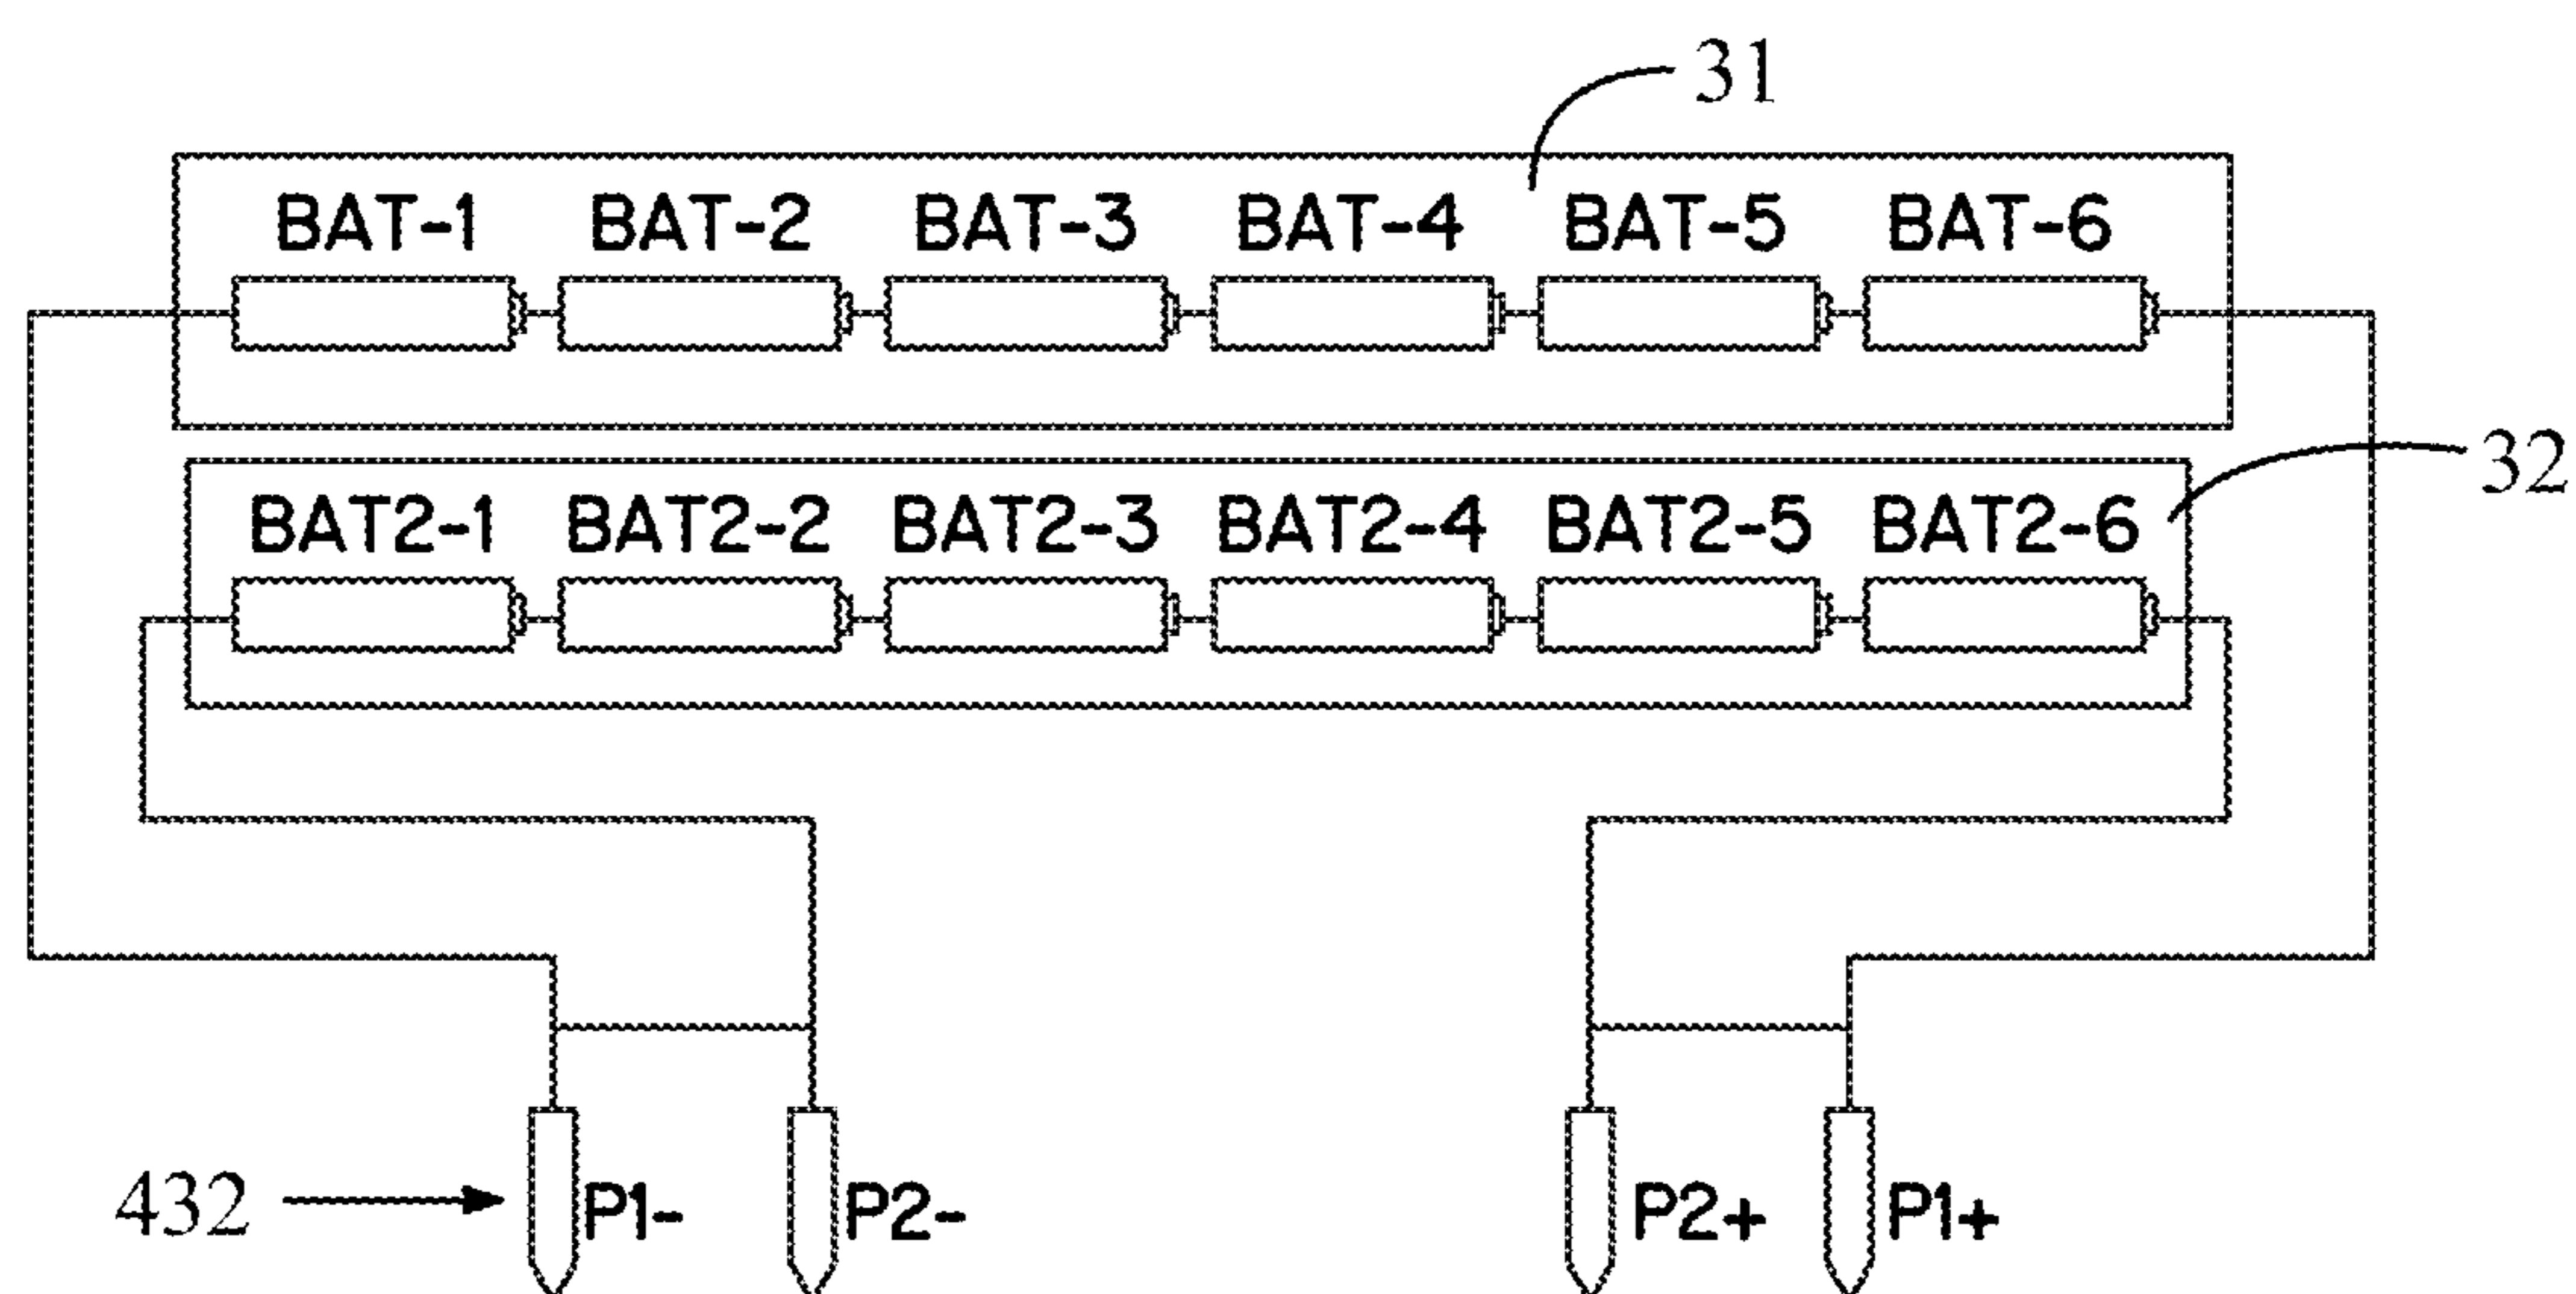 31
BAT-1 BAT-2 BAT-3 BAT-4 BAT-5 BAT-6
32
BAT2-1 BAT2-2 BAT2-3 BAT2-4 BAT2-5 BAT2-6
432 P1- P2- P2+ P1+